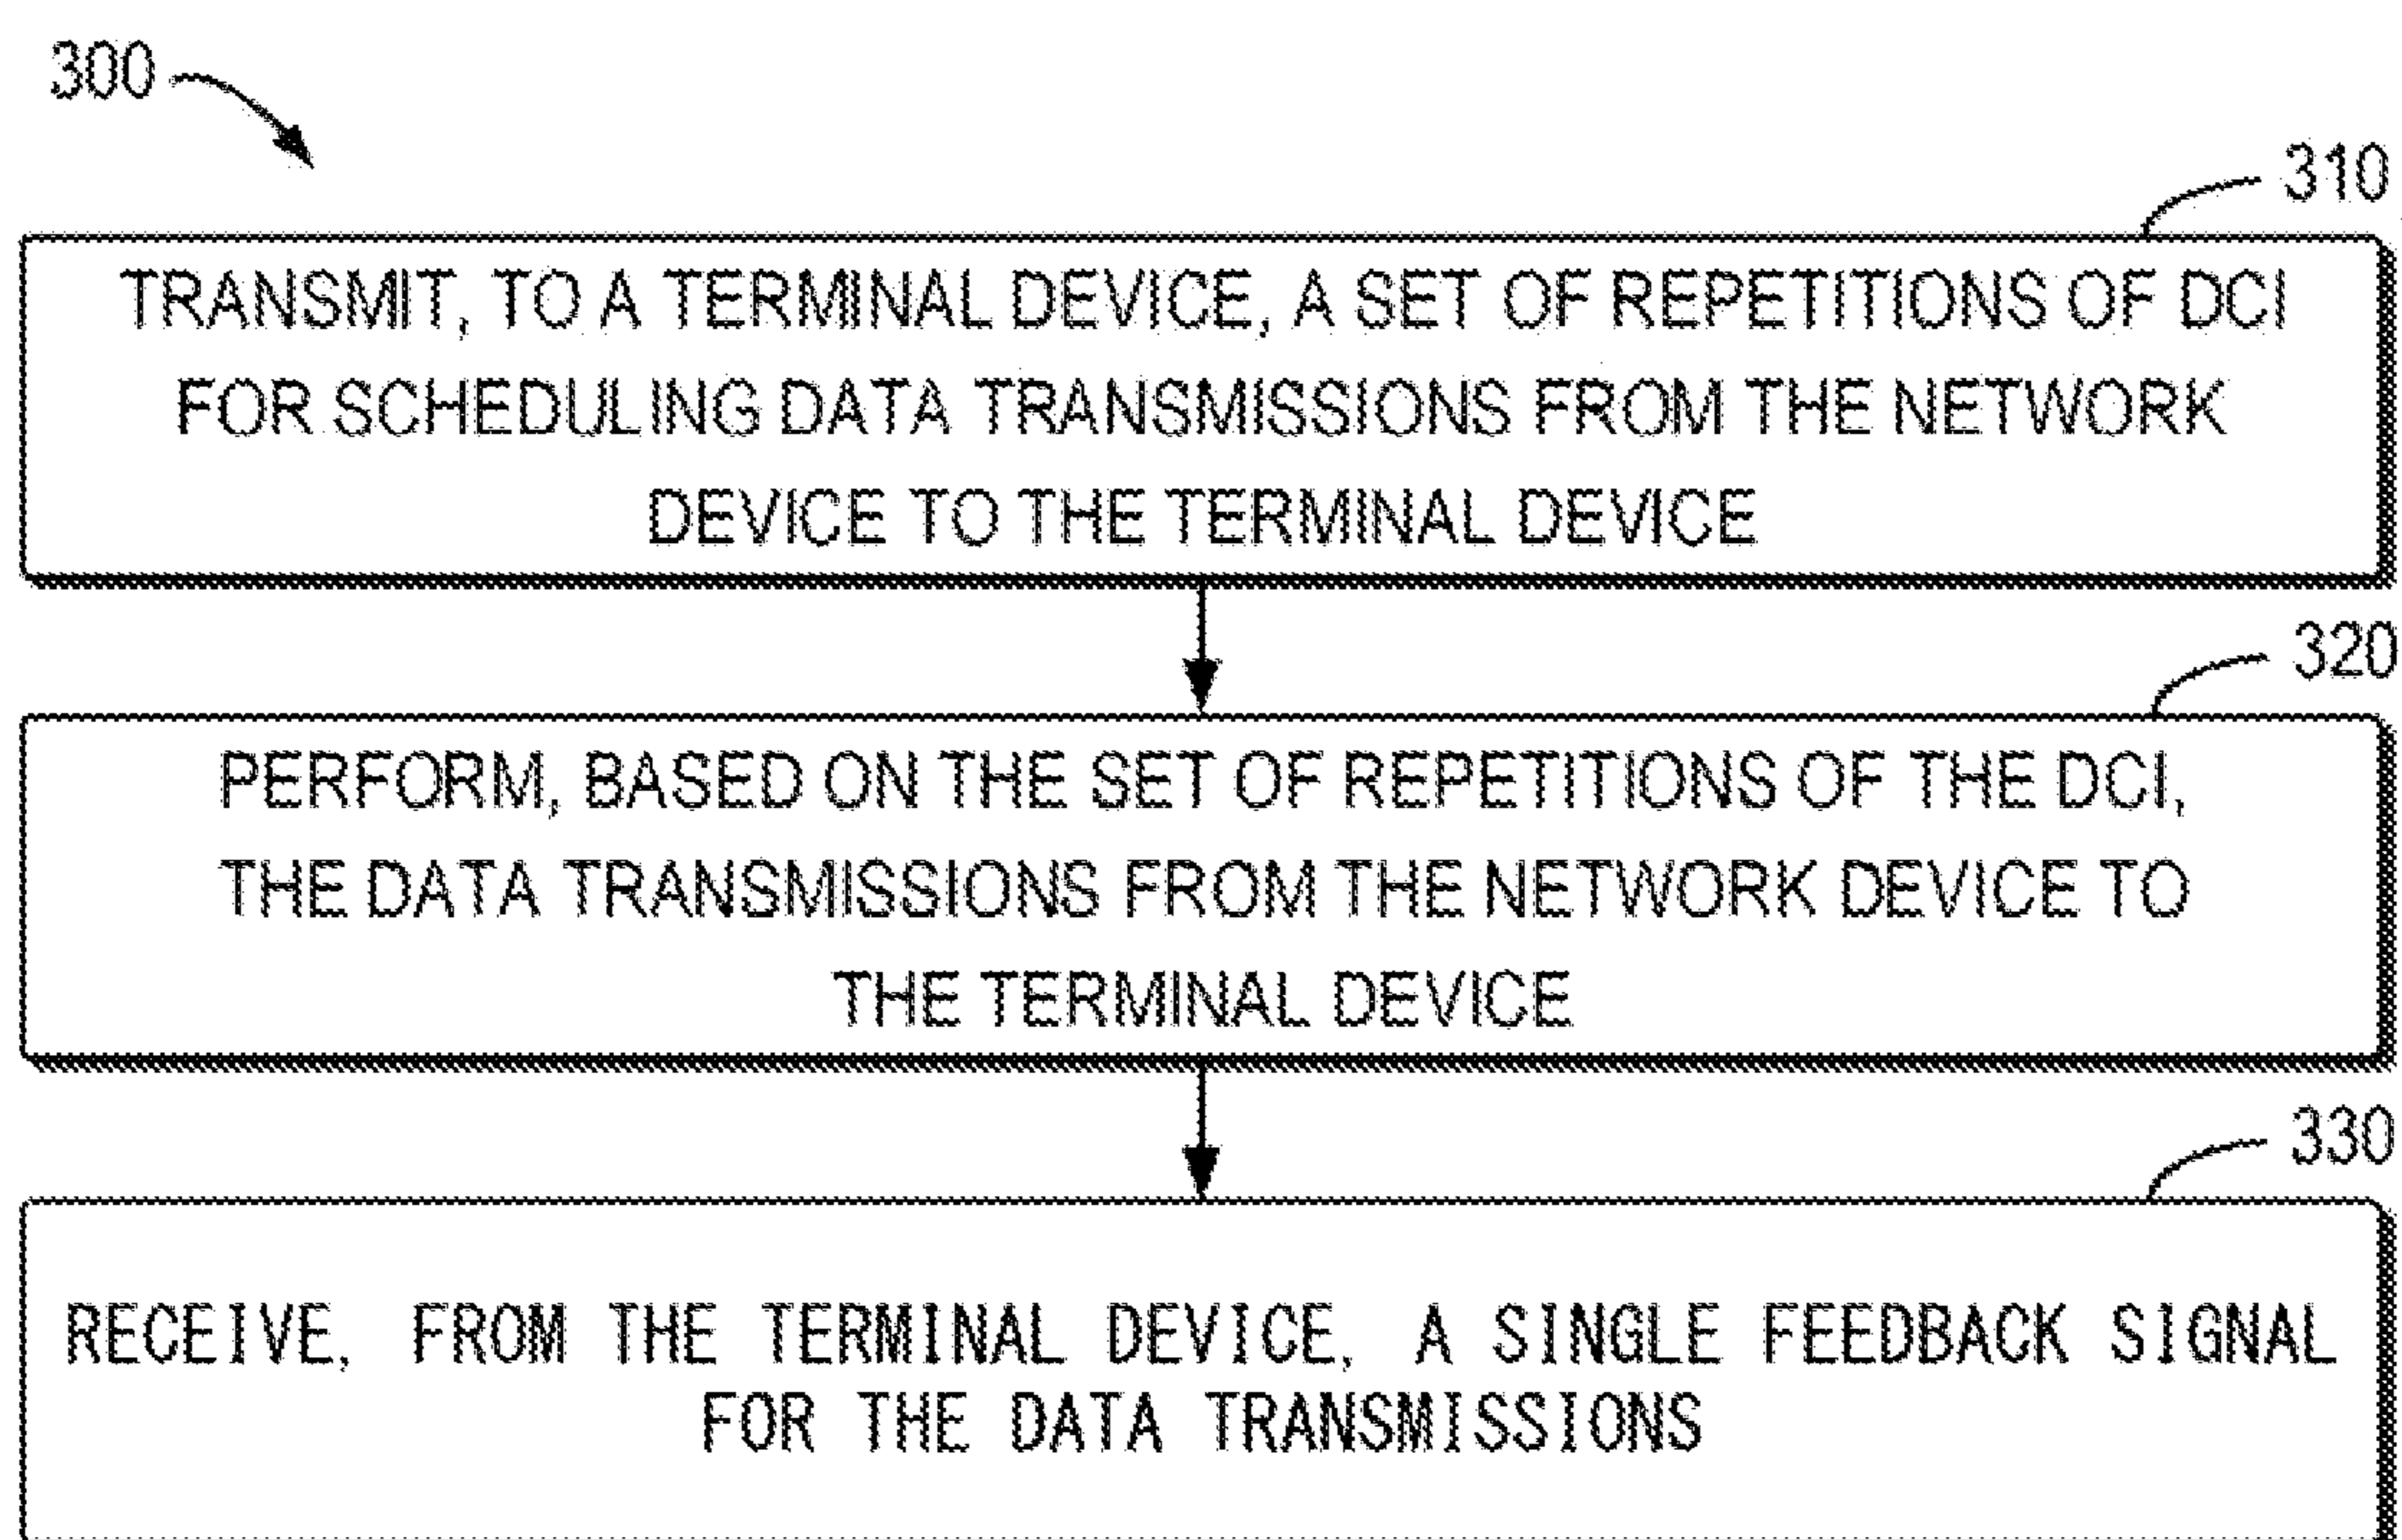 300
310
TRANSMIT, TO A TERMINAL DEVICE, A SET OF REPETITIONS OF DCI
FOR SCHEDULING DATA TRANSMISSIONS FROM THE NETWORK
DEVICE TO THE TERMINAL DEVICE
320
PERFORM, BASED ON THE SET OF REPETITIONS OF THE DCI,
THE DATA TRANSMISSIONS FROM THE NETWORK DEVICE TO
THE TERMINAL DEVICE
330
RECEIVE, FROM THE TERMINAL DEVICE, A SINGLE FEEDBACK SIGNAL
FOR THE DATA TRANSMISSIONS